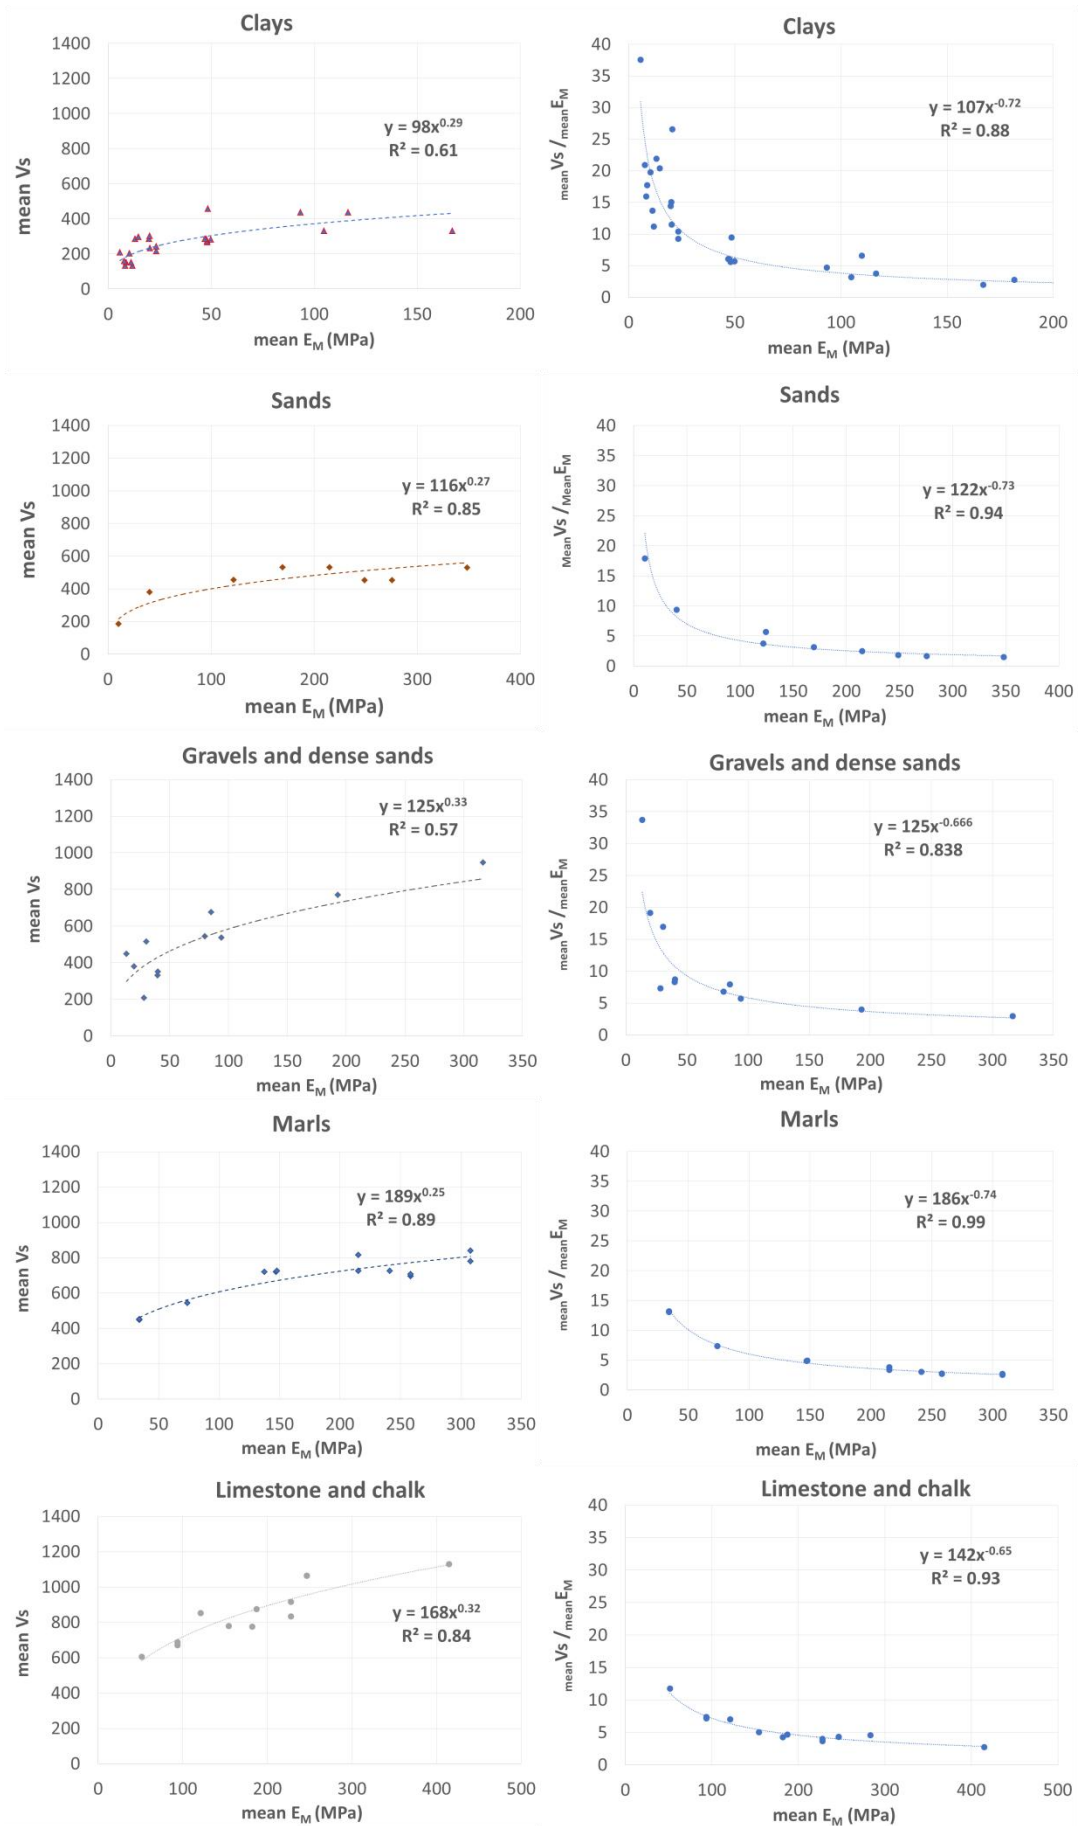 Clays
1400
1200
1000
800
600
400
200
0
mean Vs
y = 98x^0.29
R² = 0.61
0 50 100 150 200
mean E_M (MPa)
Clays
40
35
30
25
20
15
10
5
0
mean Vs / mean E_M
y = 107x^-0.72
R² = 0.88
0 50 100 150 200
mean E_M (MPa)
Sands
1400
1200
1000
800
600
400
200
0
mean Vs
y = 116x^0.27
R² = 0.85
0 100 200 300 400
mean E_M (MPa)
Sands
40
35
30
25
20
15
10
5
0
Mean Vs / Mean E_M
y = 122x^-0.73
R² = 0.94
0 50 100 150 200 250 300 350 400
mean E_M (MPa)
Gravels and dense sands
1400
1200
1000
800
600
400
200
0
mean Vs
y = 125x^0.33
R² = 0.57
0 50 100 150 200 250 300 350
mean E_M (MPa)
Gravels and dense sands
40
35
30
25
20
15
10
5
0
mean Vs / mean E_M
y = 125x^-0.666
R² = 0.838
0 50 100 150 200 250 300 350
mean E_M (MPa)
Marls
1400
1200
1000
800
600
400
200
0
mean Vs
y = 189x^0.25
R² = 0.89
0 50 100 150 200 250 300 350
mean E_M (MPa)
Marls
40
35
30
25
20
15
10
5
0
mean Vs / mean E_M
y = 186x^-0.74
R² = 0.99
0 50 100 150 200 250 300 350
mean E_M (MPa)
Limestone and chalk
1400
1200
1000
800
600
400
200
0
mean Vs
y = 168x^0.32
R² = 0.84
0 100 200 300 400 500
mean E_M (MPa)
Limestone and chalk
40
35
30
25
20
15
10
5
0
mean Vs / mean E_M
y = 142x^-0.65
R² = 0.93
0 100 200 300 400 500
mean E_M (MPa)